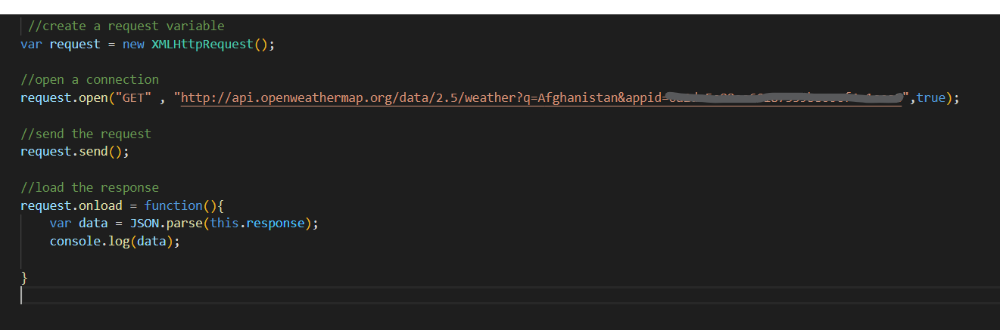 //create a request variable
var request = new XMLHttpRequest();
//open a connection
request.open("GET" , "http://api.openweathermap.org/data/2.5/weather?q=Afghanistan&appid=",true);
//send the request
request.send();
//load the response
request.onload = function(){
var data = JSON.parse(this.response);
console.log(data);
}